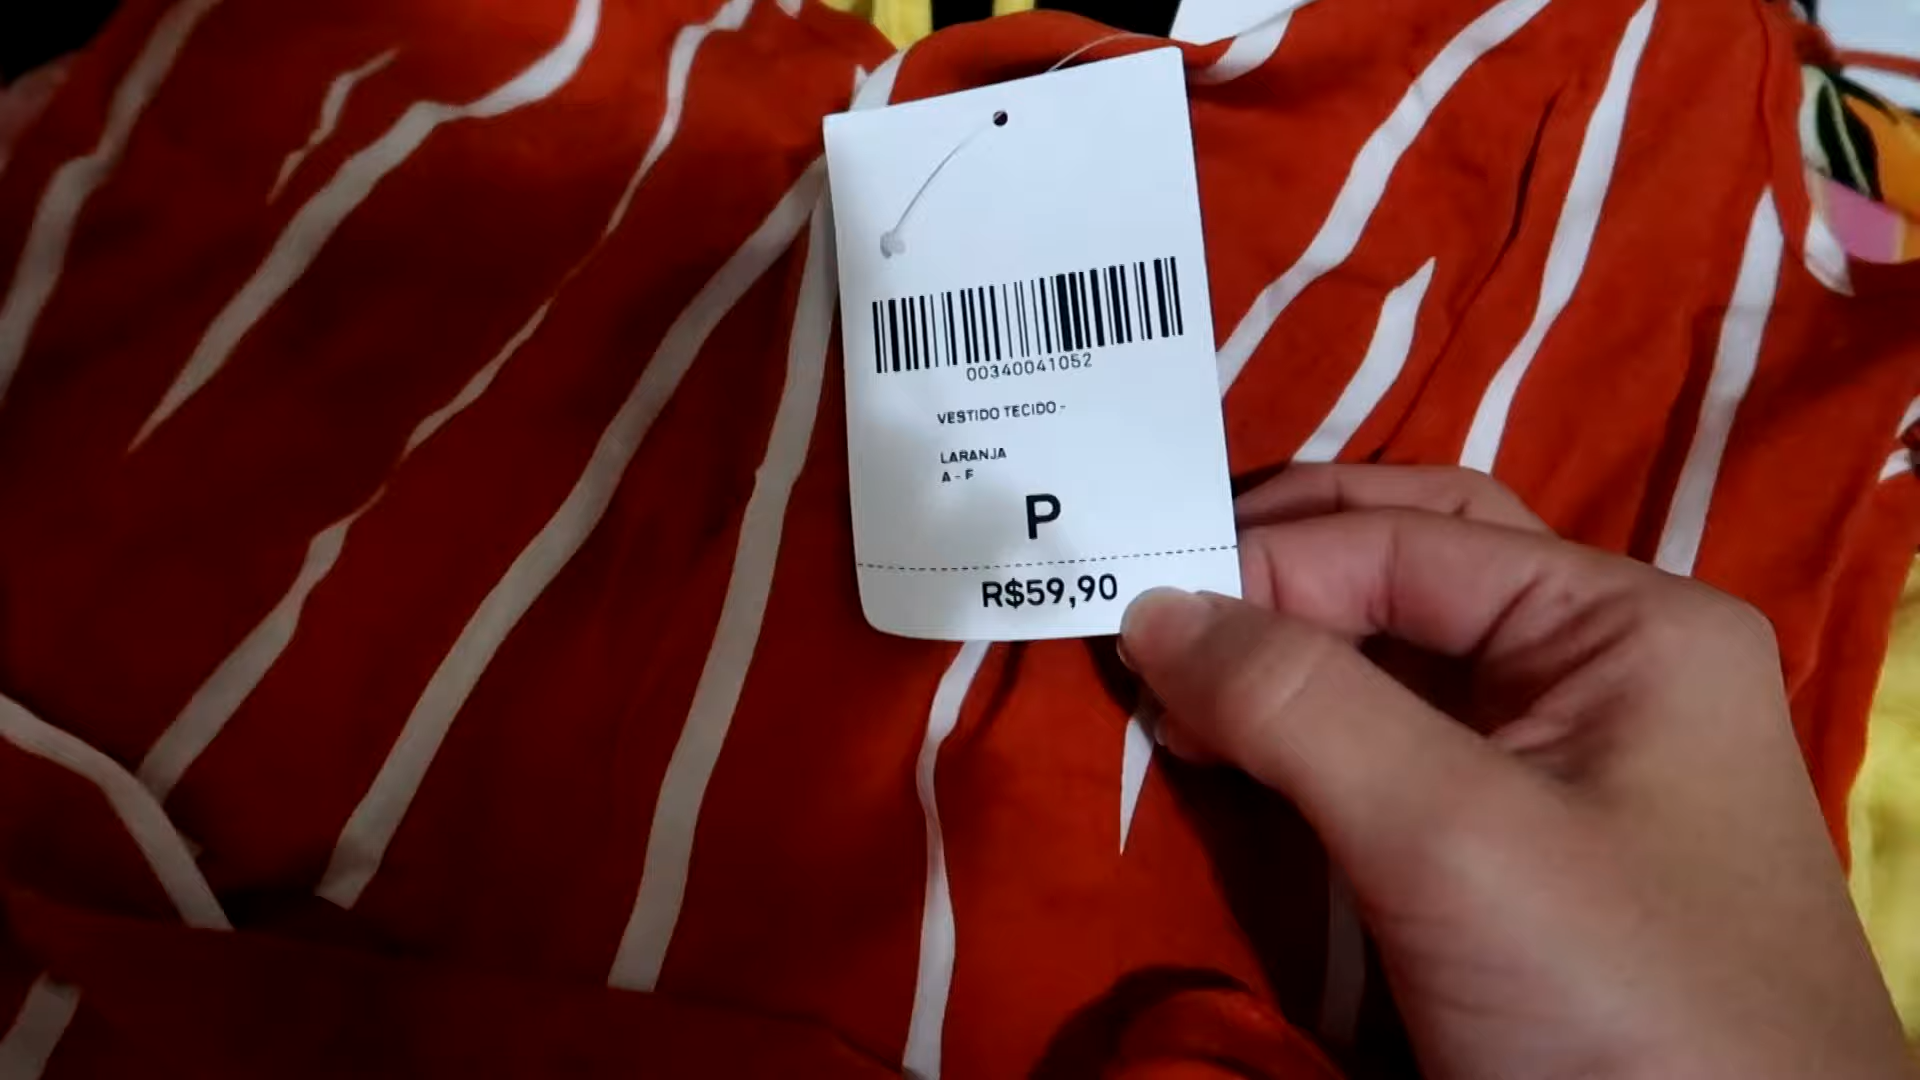 00340041052
VESTIDO TECIDO -
LARANJA
A - F
P
R$59,90